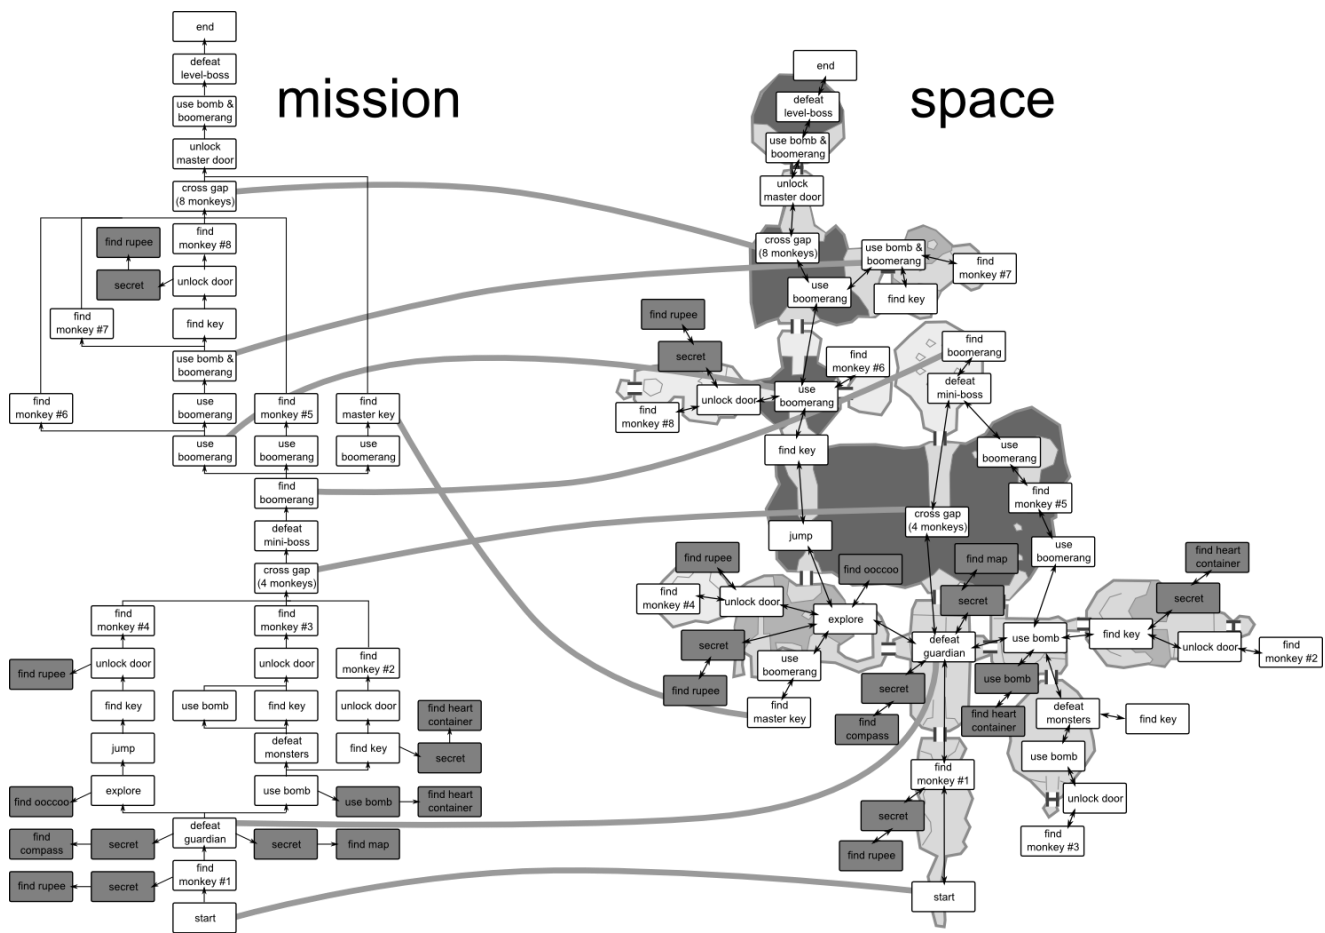 mission
space
end
defeat
level-boss
use bomb &
boomerang
unlock
master door
cross gap
(8 monkeys)
find
monkey #8
find rupee
secret
unlock door
find
monkey #7
find key
use bomb &
boomerang
find
monkey #6
use
boomerang
find
monkey #5
find
master key
use
boomerang
use
boomerang
use
boomerang
find
boomerang
defeat
mini-boss
cross gap
(4 monkeys)
find
monkey #4
find
monkey #3
find
monkey #2
find rupee
unlock door
unlock door
unlock door
find key
use bomb
find key
find heart
container
jump
defeat
monsters
find key
secret
find ooccoo
explore
use bomb
use bomb
find heart
container
find
compass
secret
defeat
guardian
secret
find map
find rupee
secret
find
monkey #1
start
end
defeat
level-boss
use bomb &
boomerang
unlock
master door
cross gap
(8 monkeys)
use bomb &
boomerang
find
monkey #7
use
boomerang
find key
find rupee
secret
find
monkey #6
find
boomerang
unlock door
use
boomerang
defeat
mini-boss
find
monkey #8
find key
use
boomerang
find
monkey #5
cross gap
(4 monkeys)
jump
use
boomerang
find rupee
find ooccoo
find map
find heart
container
find
monkey #4
unlock door
secret
secret
explore
secret
defeat
guardian
use bomb
find key
unlock door
find
monkey #2
use
boomerang
find rupee
secret
use bomb
find
master key
find
compass
find heart
container
defeat
monsters
find key
use bomb
find
monkey #1
unlock door
secret
find
monkey #3
find rupee
start